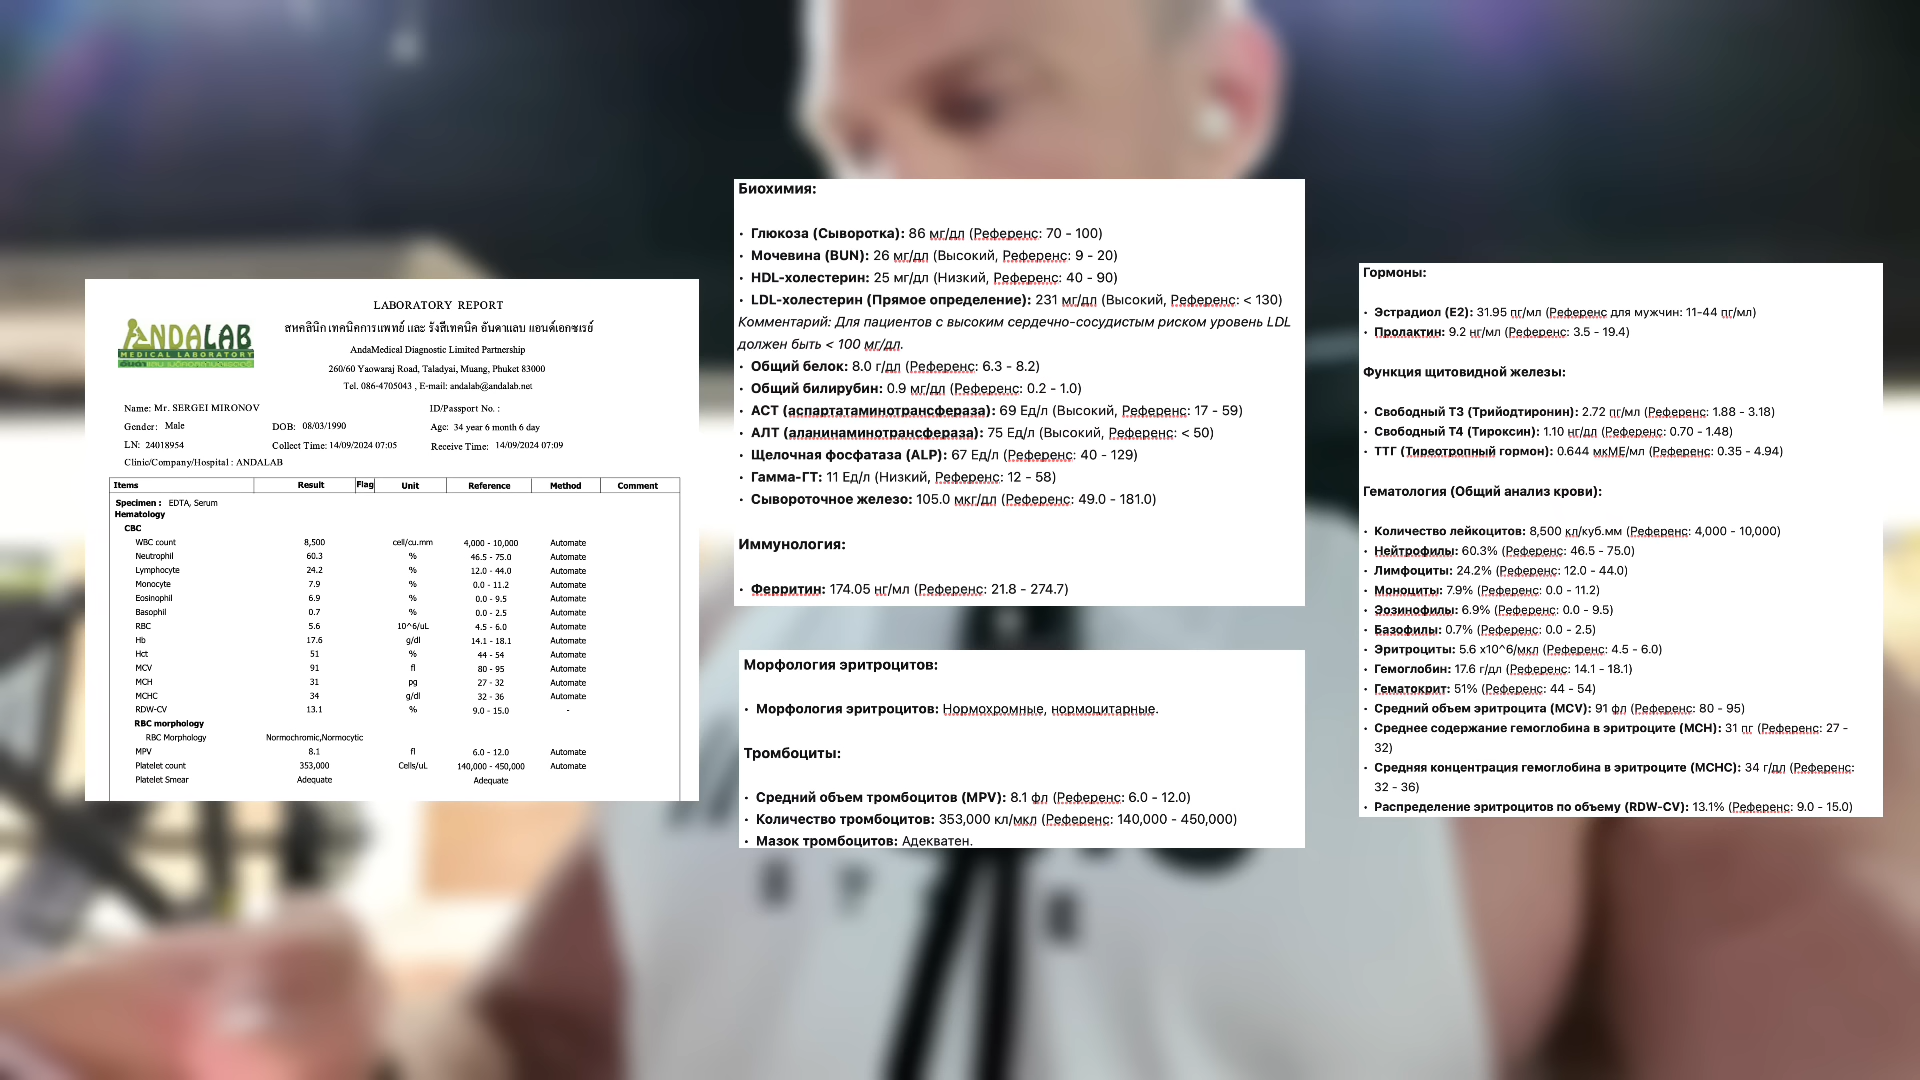 LABORATORY REPORT
ANDALAB
MEDICAL LABORATORY
สหคลินิก เทคนิคการแพทย์ และ รังสีเทคนิค อันดาแลบ แอนด์เอกซเรย์
AndaMedical Diagnostic Limited Partnership
260/60 Yaowaraj Road, Taladyai, Muang, Phuket 83000
Tel. 086-4705043 , E-mail: andalab@andalab.net
Name: Mr. SERGEI MIRONOV ID/Passport No. :
Gender: Male DOB: 08/03/1990 Age: 34 year 6 month 6 day
LN: 24018954 Collect Time: 14/09/2024 07:05 Receive Time: 14/09/2024 07:09
Clinic/Company/Hospital : ANDALAB
Items Result Flag Unit Reference Method Comment
Specimen : EDTA, Serum
Hematology
CBC
WBC count 8,500 cell/cu.mm 4,000 - 10,000 Automate
Neutrophil 60.3 % 46.5 - 75.0 Automate
Lymphocyte 24.2 % 12.0 - 44.0 Automate
Monocyte 7.9 % 0.0 - 11.2 Automate
Eosinophil 6.9 % 0.0 - 9.5 Automate
Basophil 0.7 % 0.0 - 2.5 Automate
RBC 5.6 10^6/uL 4.5 - 6.0 Automate
Hb 17.6 g/dl 14.1 - 18.1 Automate
Hct 51 % 44 - 54 Automate
MCV 91 fl 80 - 95 Automate
MCH 31 pg 27 - 32 Automate
MCHC 34 g/dl 32 - 36 Automate
RDW-CV 13.1 % 9.0 - 15.0 -
RBC morphology
RBC Morphology Normochromic,Normocytic
MPV 8.1 fl 6.0 - 12.0 Automate
Platelet count 353,000 Cells/uL 140,000 - 450,000 Automate
Platelet Smear Adequate Adequate
Биохимия:
• Глюкоза (Сыворотка): 86 мг/дл (Референс: 70 - 100)
• Мочевина (BUN): 26 мг/дл (Высокий, Референс: 9 - 20)
• HDL-холестерин: 25 мг/дл (Низкий, Референс: 40 - 90)
• LDL-холестерин (Прямое определение): 231 мг/дл (Высокий, Референс: < 130)
Комментарий: Для пациентов с высоким сердечно-сосудистым риском уровень LDL
должен быть < 100 мг/дл.
• Общий белок: 8.0 г/дл (Референс: 6.3 - 8.2)
• Общий билирубин: 0.9 мг/дл (Референс: 0.2 - 1.0)
• АСТ (аспартатаминотрансфераза): 69 Ед/л (Высокий, Референс: 17 - 59)
• АЛТ (аланинаминотрансфераза): 75 Ед/л (Высокий, Референс: < 50)
• Щелочная фосфатаза (ALP): 67 Ед/л (Референс: 40 - 129)
• Гамма-ГТ: 11 Ед/л (Низкий, Референс: 12 - 58)
• Сывороточное железо: 105.0 мкг/дл (Референс: 49.0 - 181.0)
Иммунология:
• Ферритин: 174.05 нг/мл (Референс: 21.8 - 274.7)
Морфология эритроцитов:
• Морфология эритроцитов: Нормохромные, нормоцитарные.
Тромбоциты:
• Средний объем тромбоцитов (MPV): 8.1 фл (Референс: 6.0 - 12.0)
• Количество тромбоцитов: 353,000 кл/мкл (Референс: 140,000 - 450,000)
• Мазок тромбоцитов: Адекватен.
Гормоны:
• Эстрадиол (E2): 31.95 пг/мл (Референс для мужчин: 11-44 пг/мл)
• Пролактин: 9.2 нг/мл (Референс: 3.5 - 19.4)
Функция щитовидной железы:
• Свободный Т3 (Трийодтиронин): 2.72 пг/мл (Референс: 1.88 - 3.18)
• Свободный Т4 (Тироксин): 1.10 нг/дл (Референс: 0.70 - 1.48)
• ТТГ (Тиреотропный гормон): 0.644 мкМЕ/мл (Референс: 0.35 - 4.94)
Гематология (Общий анализ крови):
• Количество лейкоцитов: 8,500 кл/куб.мм (Референс: 4,000 - 10,000)
• Нейтрофилы: 60.3% (Референс: 46.5 - 75.0)
• Лимфоциты: 24.2% (Референс: 12.0 - 44.0)
• Моноциты: 7.9% (Референс: 0.0 - 11.2)
• Эозинофилы: 6.9% (Референс: 0.0 - 9.5)
• Базофилы: 0.7% (Референс: 0.0 - 2.5)
• Эритроциты: 5.6 x10^6/мкл (Референс: 4.5 - 6.0)
• Гемоглобин: 17.6 г/дл (Референс: 14.1 - 18.1)
• Гематокрит: 51% (Референс: 44 - 54)
• Средний объем эритроцита (MCV): 91 фл (Референс: 80 - 95)
• Среднее содержание гемоглобина в эритроците (MCH): 31 пг (Референс: 27 -
32)
• Средняя концентрация гемоглобина в эритроците (MCHC): 34 г/дл (Референс:
32 - 36)
• Распределение эритроцитов по объему (RDW-CV): 13.1% (Референс: 9.0 - 15.0)